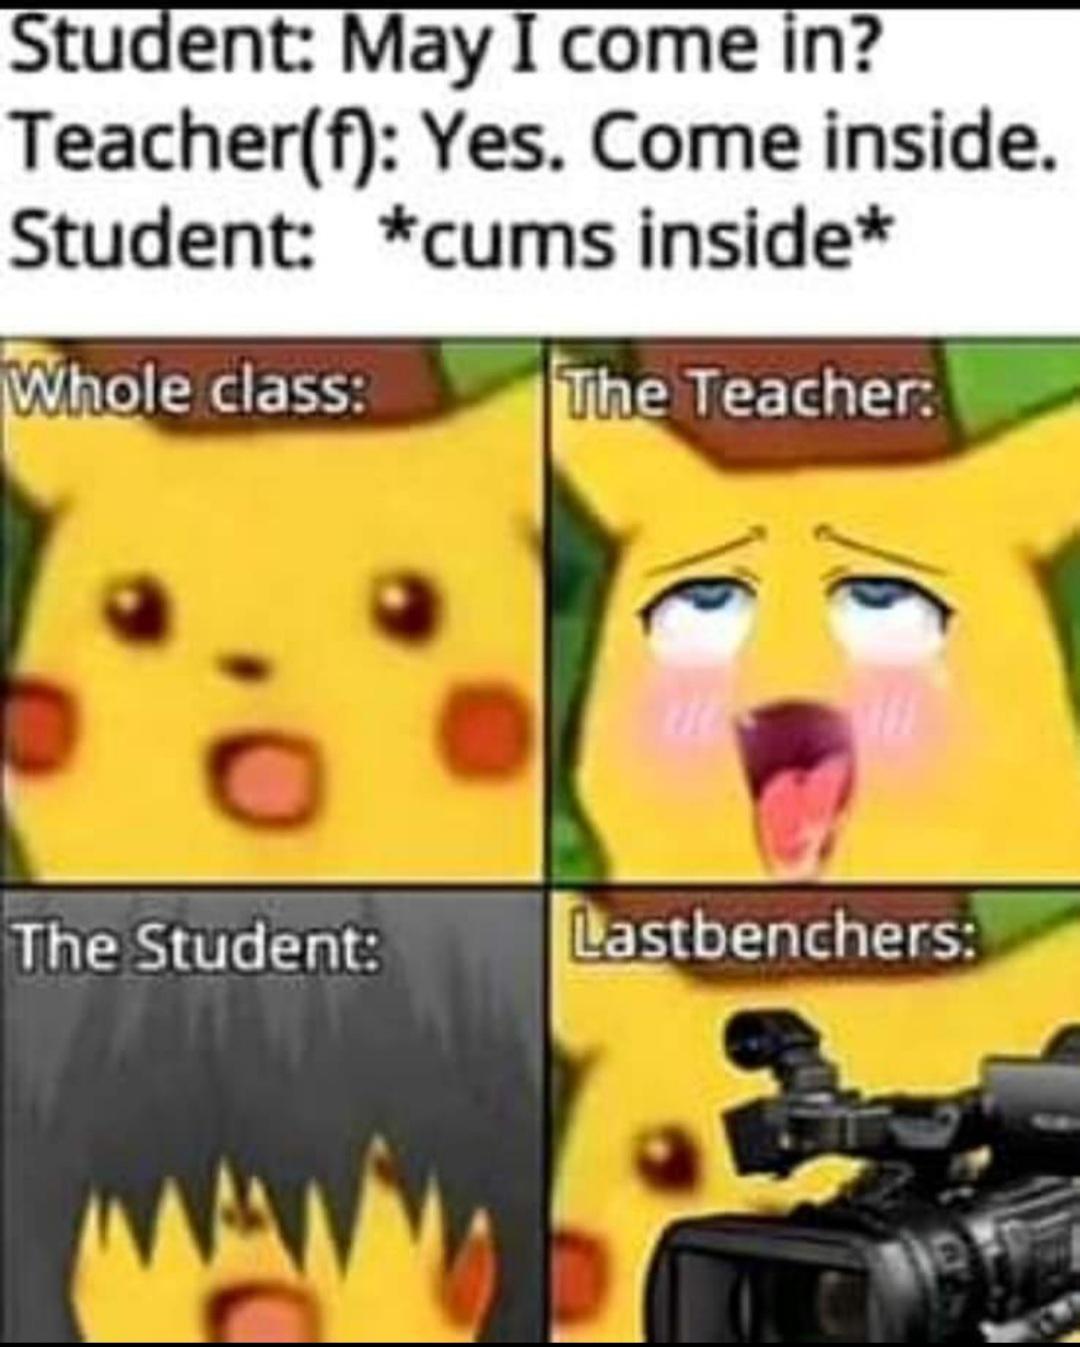 Student: May I come in?
Teacher(f): Yes. Come inside.
Student: *cums inside*
Whole class:
The Teacher:
The Student:
Lastbenchers: